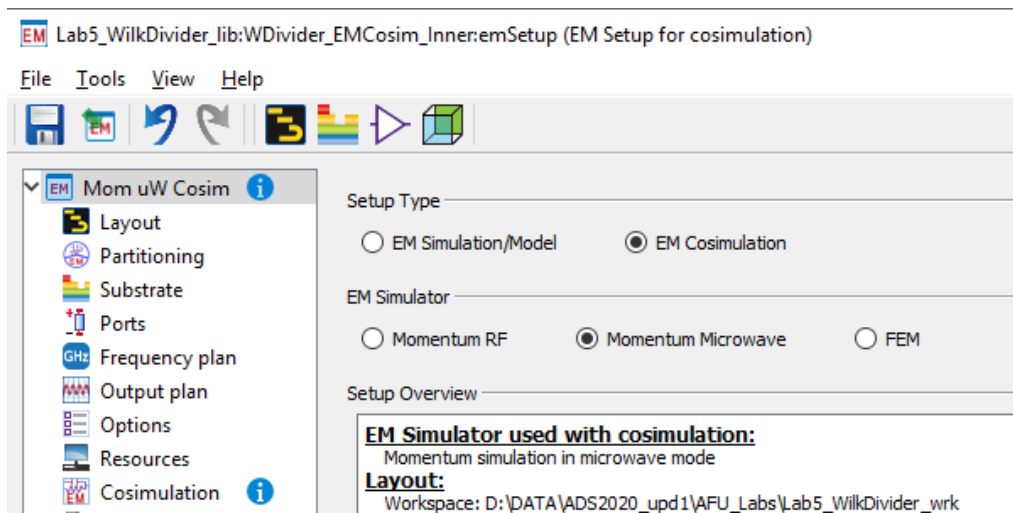 EM Lab5_WilkDivider_lib:WDivider_EMCosim_Inner:emSetup (EM Setup for cosimulation)
File Tools View Help
EM
EM Mom uW Cosim i
Layout
EM Partitioning
Substrate
Ports
GHz Frequency plan
Output plan
Options
Resources
EM Cosimulation i
Setup Type
EM Simulation/Model EM Cosimulation
EM Simulator
Momentum RF Momentum Microwave FEM
Setup Overview
EM Simulator used with cosimulation:
Momentum simulation in microwave mode
Layout:
Workspace: D:\DATA\ADS2020_upd1\AFU_Labs\Lab5_WilkDivider_wrk